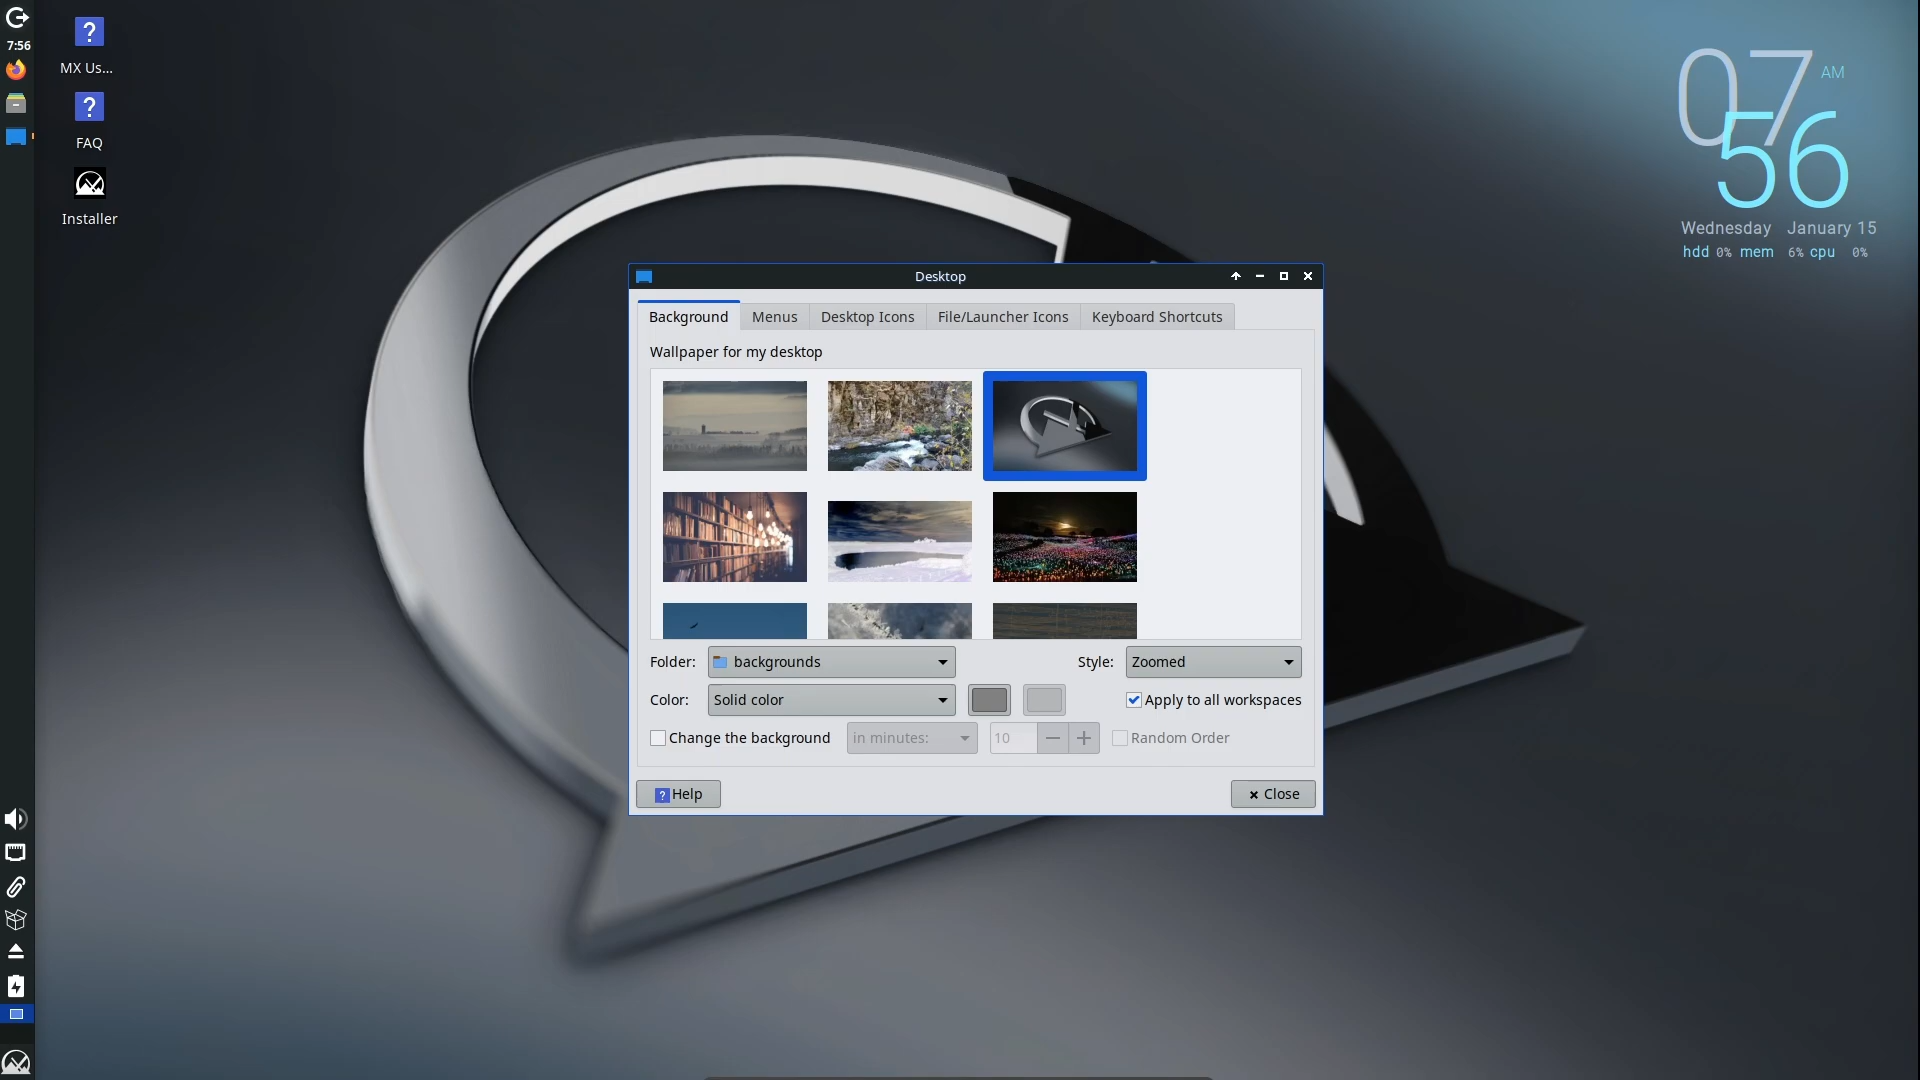 7:56
MX Us...
FAQ
Installer
07 AM
56
Wednesday January 15
hdd 0% mem 6% cpu 0%
Desktop
Background Menus Desktop Icons File/Launcher Icons Keyboard Shortcuts
Wallpaper for my desktop
Folder: backgrounds Style: Zoomed
Color: Solid color Apply to all workspaces
Change the background in minutes: 10 Random Order
Help Close